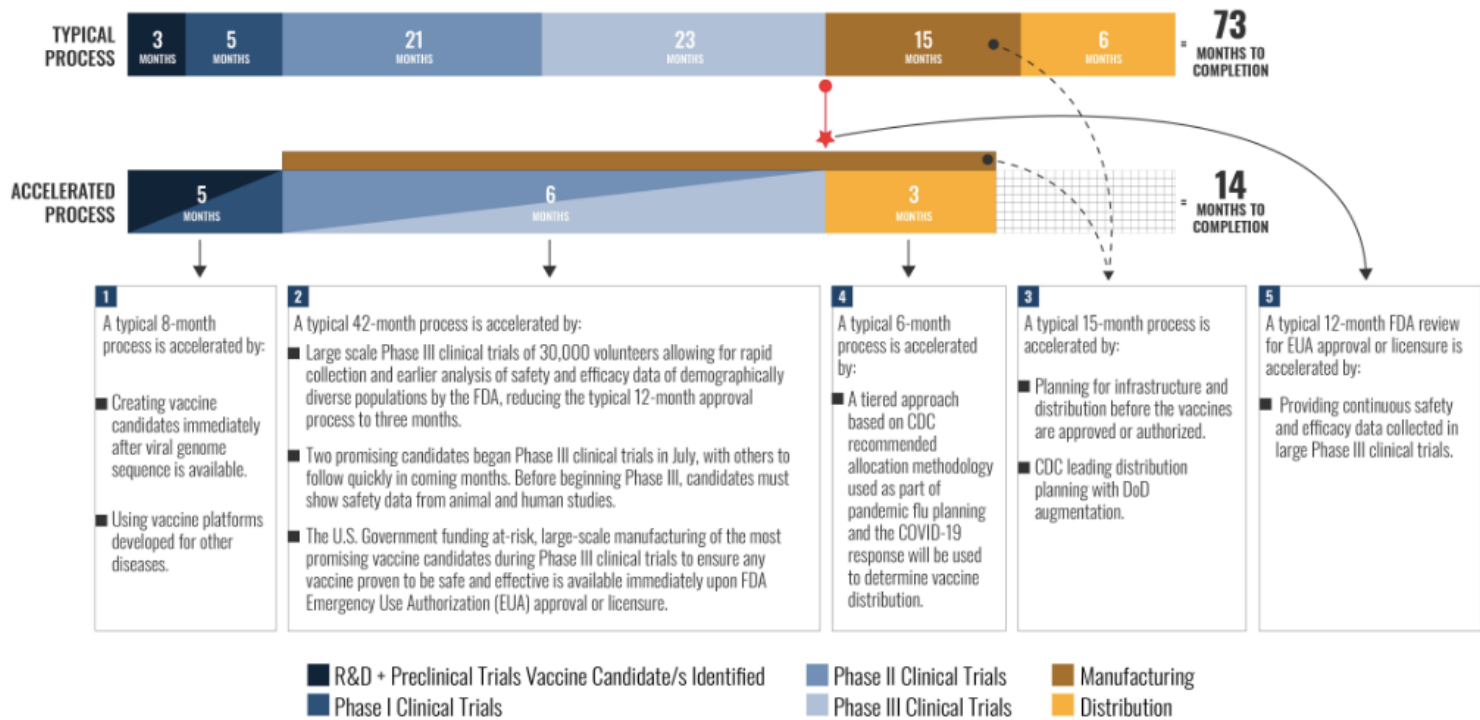 TYPICAL
PROCESS
3
MONTHS
5
MONTHS
21
MONTHS
23
MONTHS
15
MONTHS
6
MONTHS
=
73
MONTHS TO
COMPLETION
ACCELERATED
PROCESS
5
MONTHS
6
MONTHS
3
MONTHS
=
14
MONTHS TO
COMPLETION
1
A typical 8-month
process is accelerated by:
Creating vaccine
candidates immediately
after viral genome
sequence is available.
Using vaccine platforms
developed for other
diseases.
2
A typical 42-month process is accelerated by:
Large scale Phase III clinical trials of 30,000 volunteers allowing for rapid
collection and earlier analysis of safety and efficacy data of demographically
diverse populations by the FDA, reducing the typical 12-month approval
process to three months.
Two promising candidates began Phase III clinical trials in July, with others to
follow quickly in coming months. Before beginning Phase III, candidates must
show safety data from animal and human studies.
The U.S. Government funding at-risk, large-scale manufacturing of the most
promising vaccine candidates during Phase III clinical trials to ensure any
vaccine proven to be safe and effective is available immediately upon FDA
Emergency Use Authorization (EUA) approval or licensure.
4
A typical 6-month
process is accelerated
by:
A tiered approach
based on CDC
recommended
allocation methodology
used as part of
pandemic flu planning
and the COVID-19
response will be used
to determine vaccine
distribution.
3
A typical 15-month process is
accelerated by:
Planning for infrastructure and
distribution before the vaccines
are approved or authorized.
CDC leading distribution
planning with DoD
augmentation.
5
A typical 12-month FDA review
for EUA approval or licensure is
accelerated by:
Providing continuous safety
and efficacy data collected in
large Phase III clinical trials.
R&D + Preclinical Trials Vaccine Candidate/s Identified
Phase I Clinical Trials
Phase II Clinical Trials
Phase III Clinical Trials
Manufacturing
Distribution